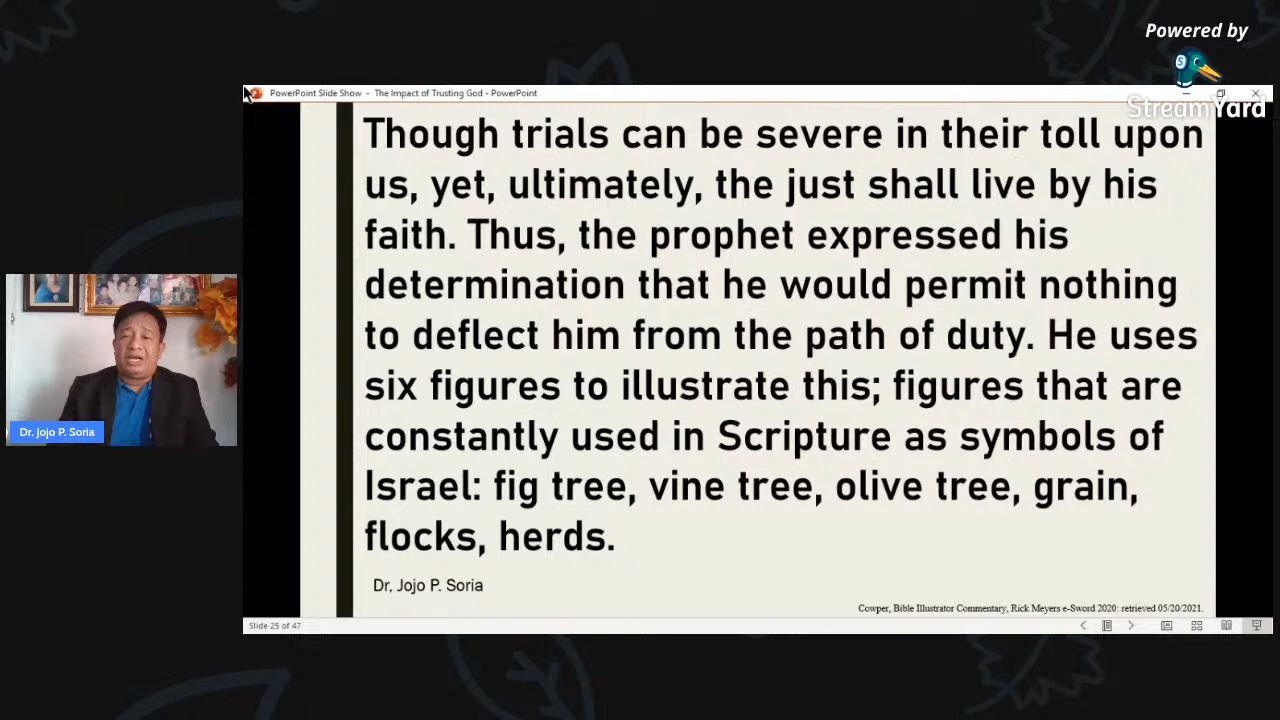 Powered by
StreamYard
PowerPoint Slide Show - The Impact of Trusting God - PowerPoint
Though trials can be severe in their toll upon
us, yet, ultimately, the just shall live by his
faith. Thus, the prophet expressed his
determination that he would permit nothing
to deflect him from the path of duty. He uses
six figures to illustrate this; figures that are
constantly used in Scripture as symbols of
Israel: fig tree, vine tree, olive tree, grain,
flocks, herds.
Dr, Jojo P. Soria
Cowper, Bible Illustrator Commentary, Rick Meyers e-Sword 2020: retrieved 05/20/2021.
Slide 25 of 47
Dr. Jojo P. Soria